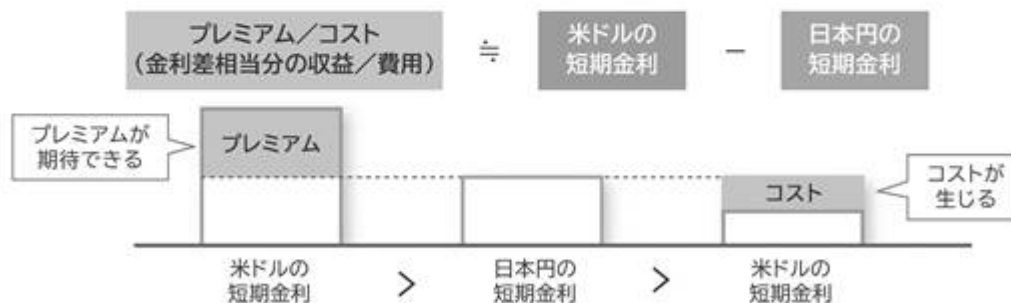 プレミアム／コスト
（金利差相当分の収益／費用）
≒
米ドルの
短期金利
－
日本円の
短期金利
プレミアムが
期待できる
プレミアム
コスト
コストが
生じる
米ドルの
短期金利
>
日本円の
短期金利
>
米ドルの
短期金利